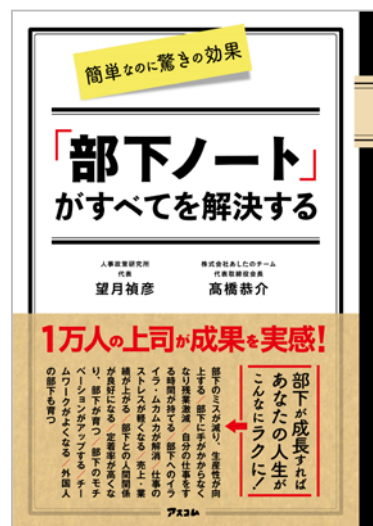 簡単なのに驚きの効果
「部下ノート」
がすべてを解決する
人事政策研究所
代表
望月禎彦
株式会社あしたのチーム
代表取締役会長
髙橋恭介
1万人の上司が成果を実感!
部下が成長すれば
あなたの人生が
こんなにラクに!
部下のミスが減り、生産性が向
上する/部下に手がかからなく
なり残業激減/自分の仕事をす
る時間が持てる/部下へのイラ
イラ・ムカムカが解消/仕事の
ストレスが軽くなる/売上・業
績が上がる/部下との人間関係
が良好になる/定着率が高くな
り、部下が育つ/部下のモチ
ベーションがアップする/チー
ムワークがよくなる/外国人
の部下も育つ
アスコム